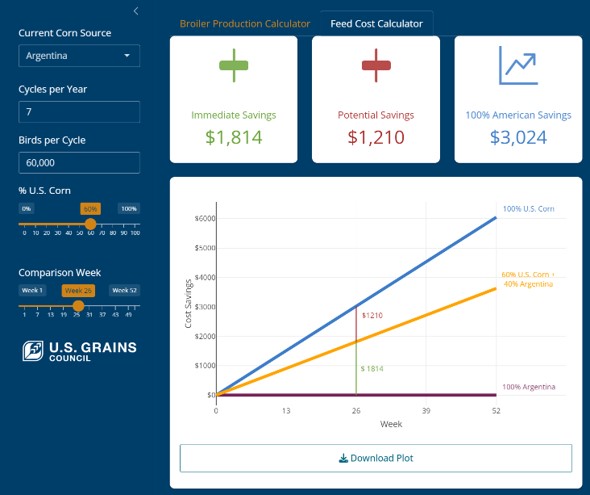 Current Corn Source
Argentina
Cycles per Year
7
Birds per Cycle
60,000
% U.S. Corn
0% 60% 100%
0 10 20 30 40 50 60 70 80 90 100
Comparison Week
Week 1 Week 26 Week 52
1 7 13 19 25 31 37 43 49
U.S. GRAINS
COUNCIL
Broiler Production Calculator Feed Cost Calculator
Immediate Savings
$1,814
Potential Savings
$1,210
100% American Savings
$3,024
Cost Savings
$6000
$5000
$4000
$3000
$2000
$1000
$0
100% U.S. Corn
60% U.S. Corn +
40% Argentina
$1210
$ 1814
100% Argentina
0 13 26 39 52
Week
Download Plot